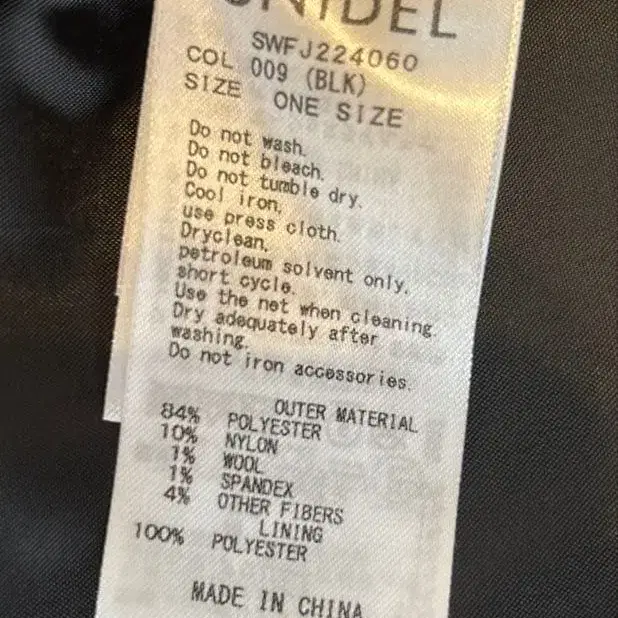 SNIDEL
SWFJ224060
COL 009 (BLK)
SIZE ONE SIZE
Do not wash.
Do not bleach.
Do not tumble dry.
Cool iron,
use press cloth.
Dryclean,
petroleum solvent only,
short cycle.
Use the net when cleaning.
Dry adequately after
washing.
Do not iron accessories.
OUTER MATERIAL
84% POLYESTER
10% NYLON
1% WOOL
1% SPANDEX
4% OTHER FIBERS
LINING
100% POLYESTER
MADE IN CHINA